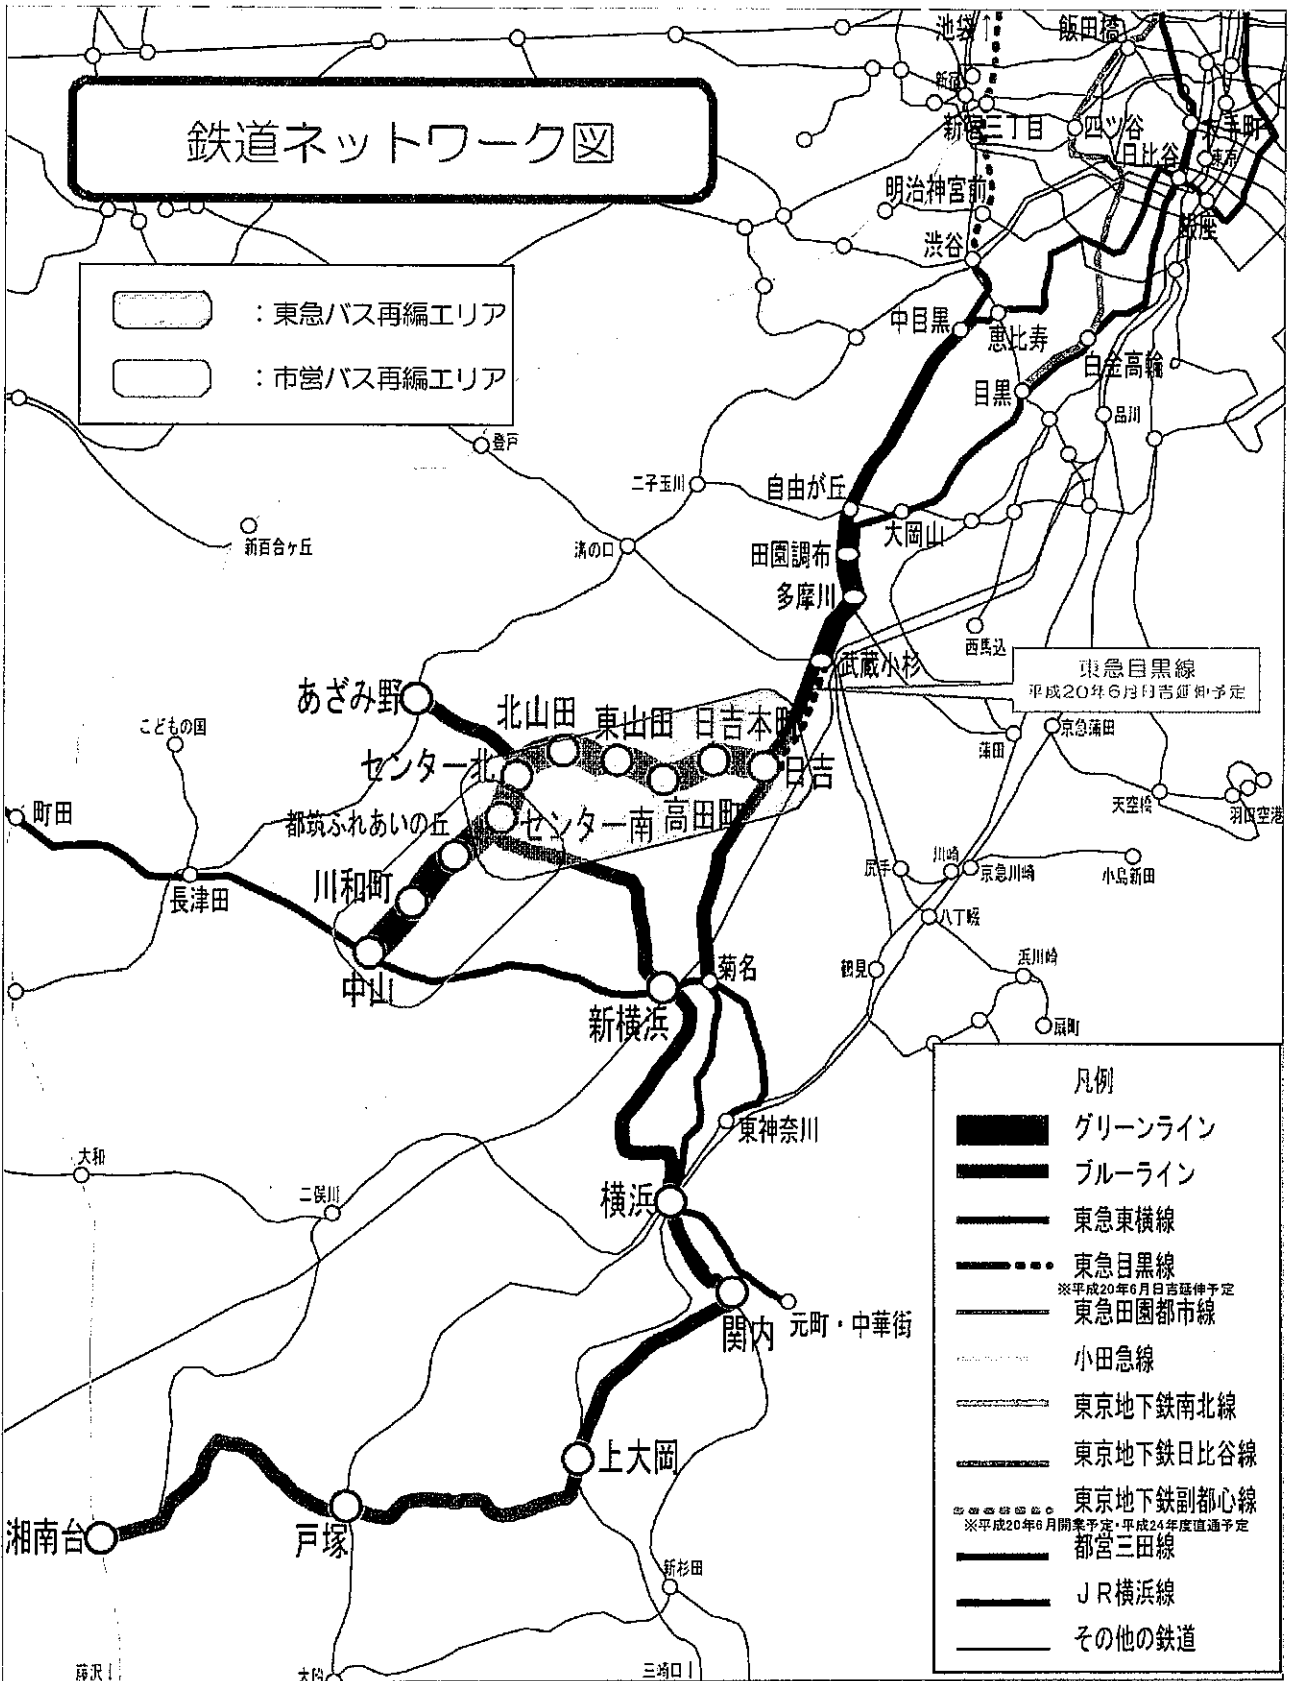 池袋↑
飯田橋
新宿
鉄道ネットワーク図
新宿三丁目
四ツ谷
大手町
日比谷
東京
明治神宮前
銀座
渋谷
：東急バス再編エリア
：市営バス再編エリア
中目黒
恵比寿
白金高輪
目黒
品川
登戸
二子玉川
自由が丘
大岡山
新百合ヶ丘
溝の口
田園調布
多摩川
西馬込
武蔵小杉
東急目黒線
平成20年6月日吉延伸予定
あざみ野
北山田
東山田
日吉本町
こどもの国
蒲田
京急蒲田
センター北
日吉
天空橋
羽田空港
町田
都筑ふれあいの丘
センター南
高田町
川和町
長津田
尻手
川崎
京急川崎
小島新田
八丁畷
中山
菊名
鶴見
浜川崎
新横浜
扇町
東神奈川
大和
二俣川
横浜
関内
元町・中華街
上大岡
湘南台
戸塚
新杉田
藤沢↓
大船
三崎口↓
凡例
グリーンライン
ブルーライン
東急東横線
東急目黒線
※平成20年6月日吉延伸予定
東急田園都市線
小田急線
東京地下鉄南北線
東京地下鉄日比谷線
東京地下鉄副都心線
※平成20年6月開業予定・平成24年度直通予定
都営三田線
ＪＲ横浜線
その他の鉄道